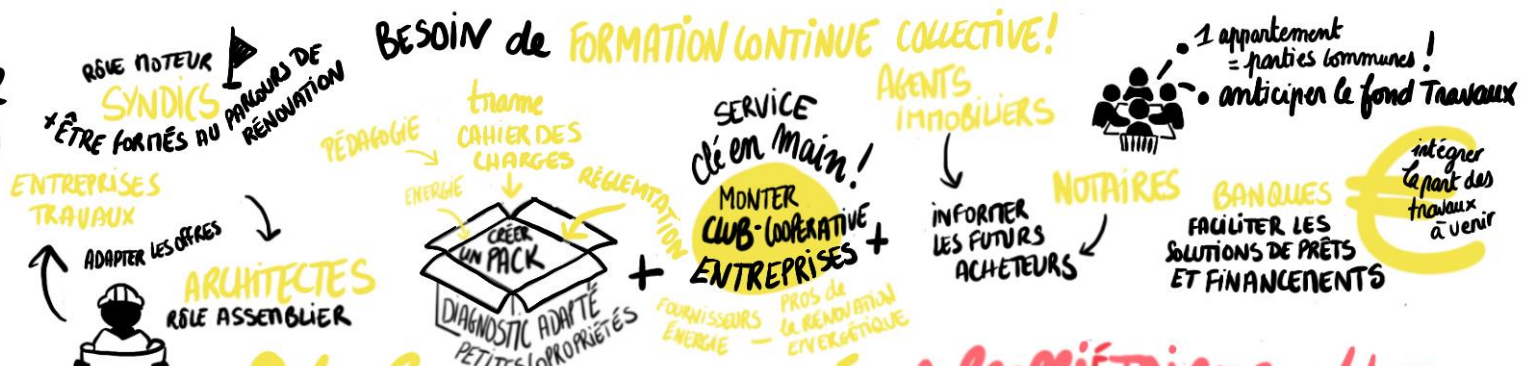 BESOIN de FORMATION CONTINUE COLLECTIVE!
RÔLE MOTEUR
SYNDICS
+ ÊTRE FORMÉS AU PARCOURS DE
RÉNOVATION
ENTREPRISES
TRAVAUX
ADAPTER LES OFFRES
ARCHITECTES
RÔLE ASSEMBLIER
PÉDAGOGIE
ENERGIE
trame
CAHIER DES
CHARGES
RÉGLEMENTATION
CRÉER
UN PACK
DIAGNOSTIC ADAPTÉ
PETITES COPROPRIÉTÉS
+
SERVICE
Clé en Main!
MONTER
CLUB-COOPÉRATIVE
ENTREPRISES +
FOURNISSEURS
ÉNERGIE –
PROS de
la RÉNOVATION
ENERGÉTIQUE
AGENTS
IMMOBILIERS
INFORMER
LES FUTURS
ACHETEURS
NOTAIRES
• 1 appartement
= parties communes!
• anticiper le fond Travaux
BANQUES
FACILITER LES
SOLUTIONS DE PRÊTS
ET FINANCEMENTS
€
intégrer
la part des
travaux
à venir